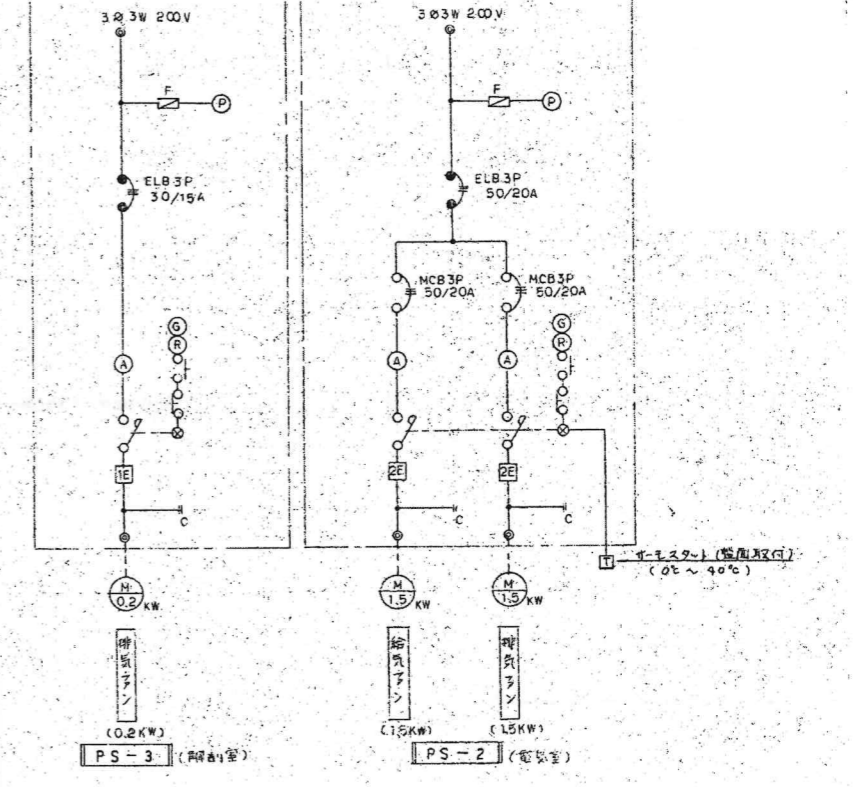 3Ø3W 200V
F
P
ELB3P
30/15A
G
R
A
1E
C
M
0.2
KW
排気ファン
(0.2KW)
PS-3
(解剖室)
3Ø3W 200V
F
P
ELB3P
50/20A
MCB3P
50/20A
MCB3P
50/20A
G
R
A
A
2E
2E
C
C
T
サーモスタット(壁面取付)
(0℃~40℃)
M
1.5
KW
M
1.5
KW
給気ファン
排気ファン
(1.5KW)
(1.5KW)
PS-2
(電気室)